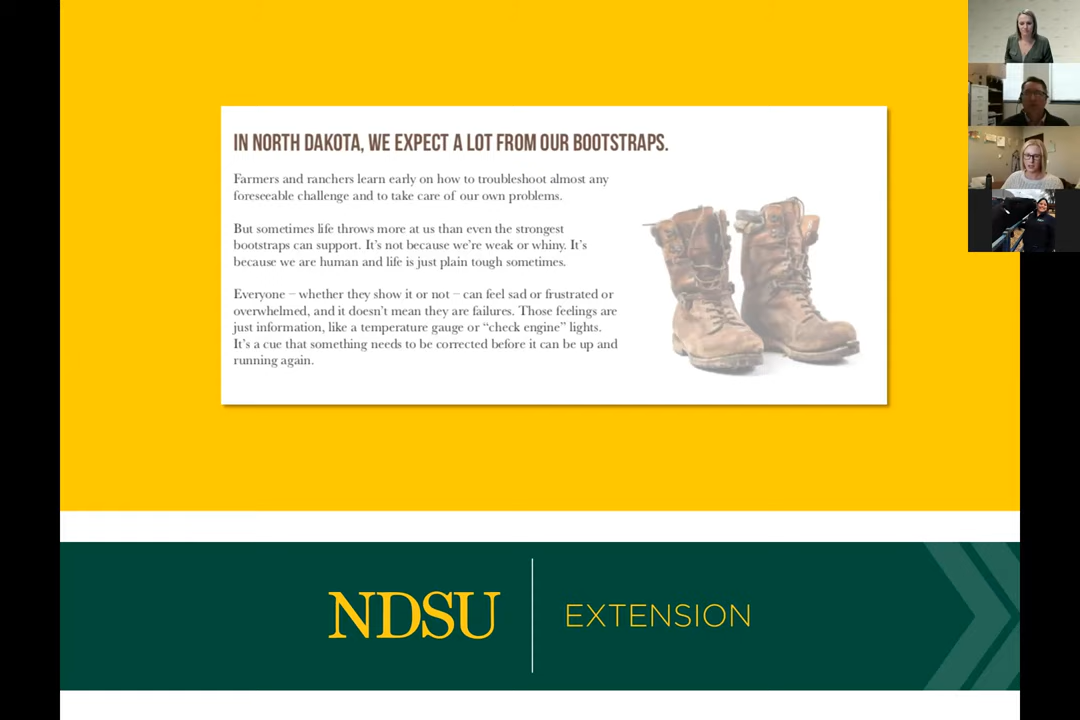 IN NORTH DAKOTA, WE EXPECT A LOT FROM OUR BOOTSTRAPS.
Farmers and ranchers learn early on how to troubleshoot almost any
foreseeable challenge and to take care of our own problems.
But sometimes life throws more at us than even the strongest
bootstraps can support. It's not because we're weak or whiny. It's
because we are human and life is just plain tough sometimes.
Everyone – whether they show it or not – can feel sad or frustrated or
overwhelmed, and it doesn't mean they are failures. Those feelings are
just information, like a temperature gauge or “check engine” lights.
It's a cue that something needs to be corrected before it can be up and
running again.
NDSU EXTENSION